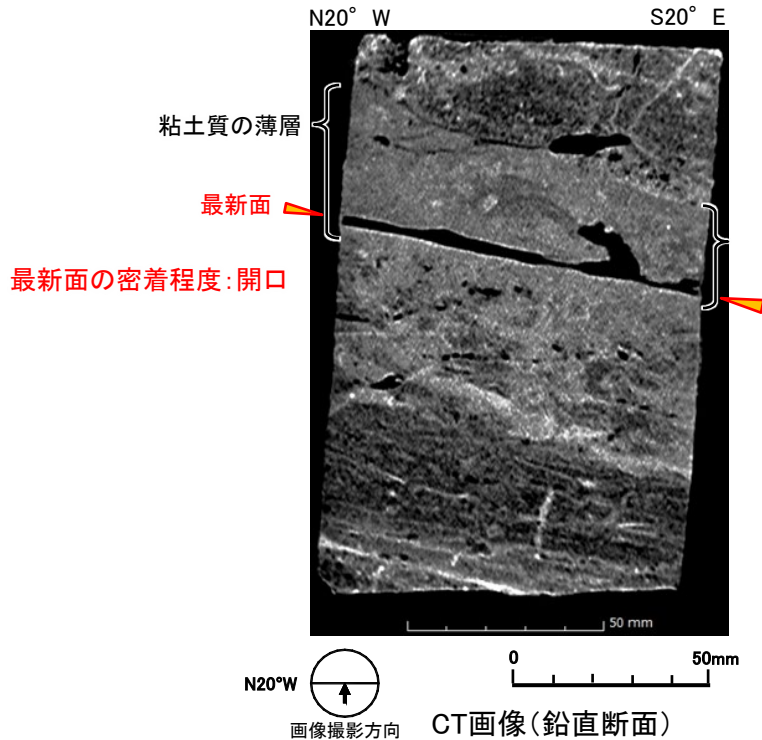 N20° W
S20° E
粘土質の薄層
最新面
最新面の密着程度:開口
50 mm
N20°W
画像撮影方向
0
50mm
CT画像(鉛直断面)